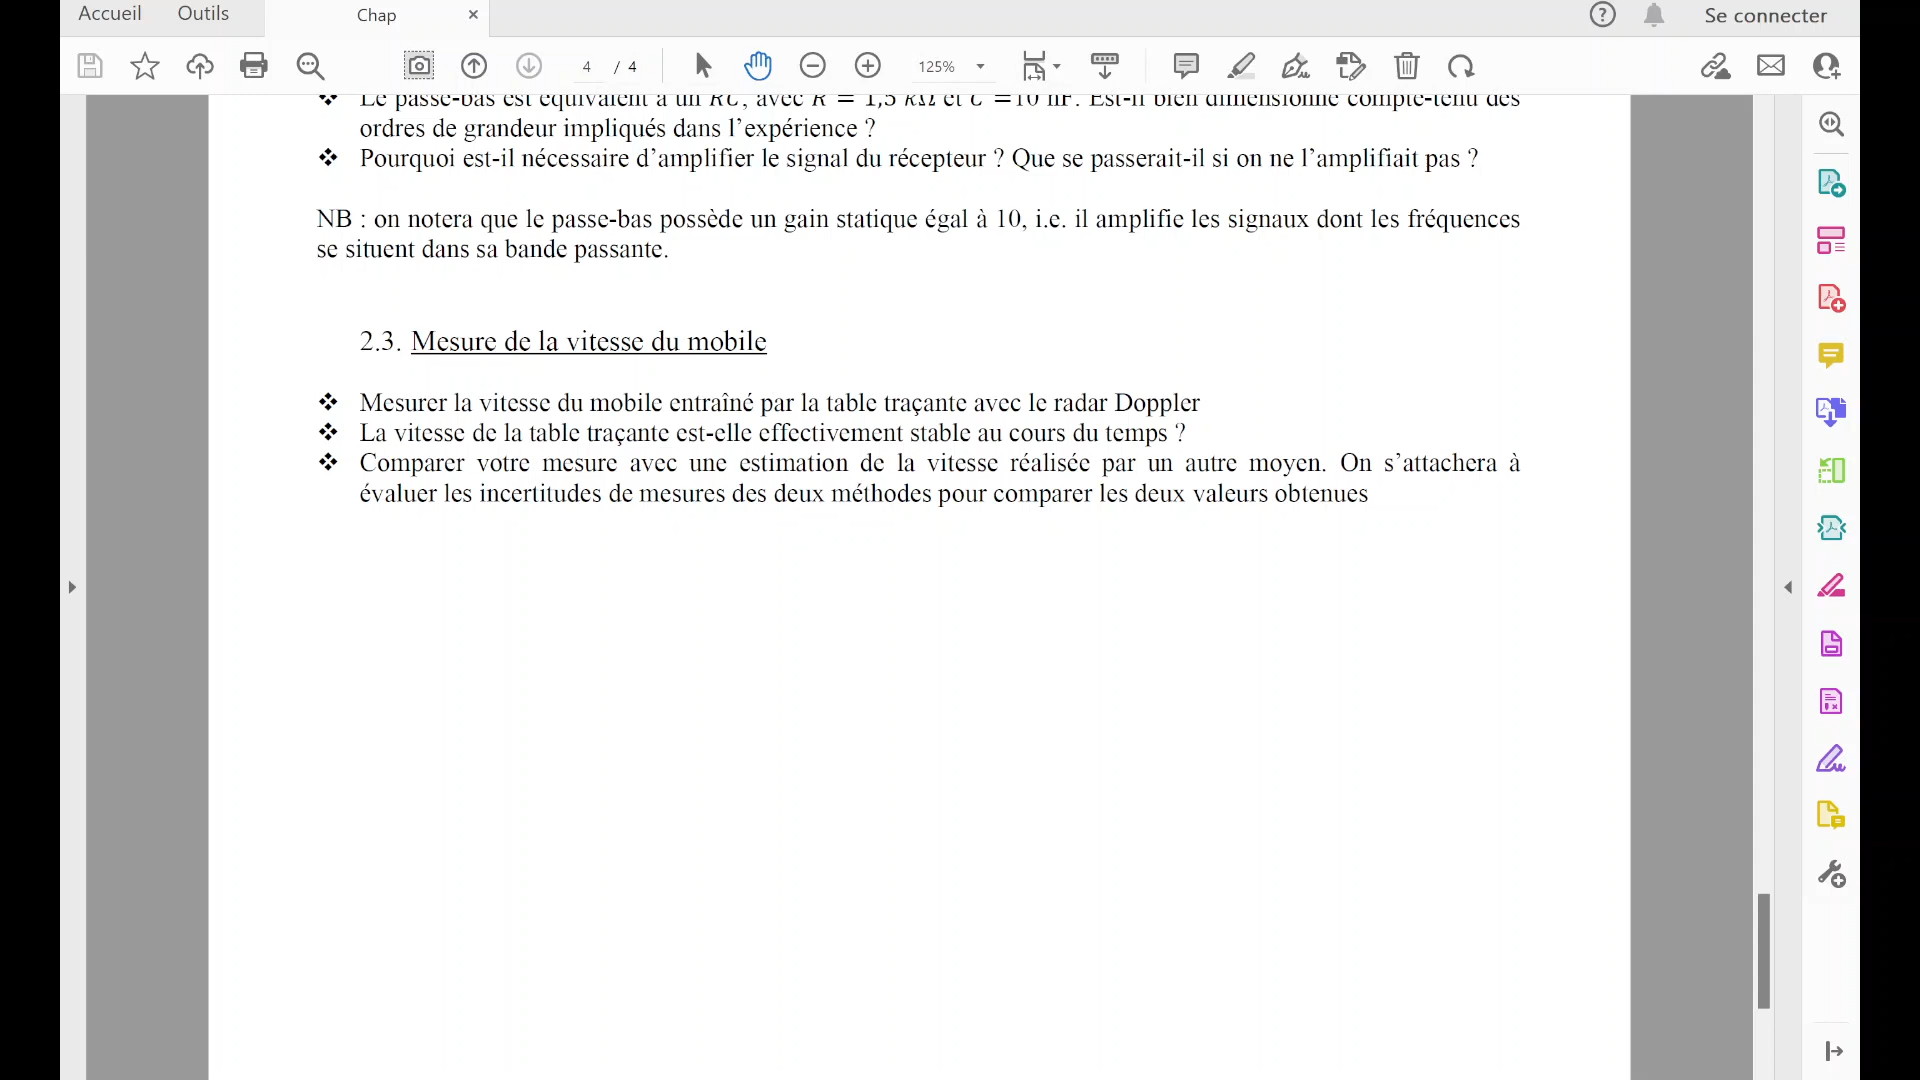 Accueil Outils Chap × Se connecter
4 / 4 125%
Le passe-bas est équivalent à un RC, avec R = 1,5 kΩ et C =10 nF. Est-il bien dimensionné compte-tenu des
ordres de grandeur impliqués dans l'expérience ?
Pourquoi est-il nécessaire d'amplifier le signal du récepteur ? Que se passerait-il si on ne l'amplifiait pas ?
NB : on notera que le passe-bas possède un gain statique égal à 10, i.e. il amplifie les signaux dont les fréquences
se situent dans sa bande passante.
2.3. Mesure de la vitesse du mobile
Mesurer la vitesse du mobile entraîné par la table traçante avec le radar Doppler
La vitesse de la table traçante est-elle effectivement stable au cours du temps ?
Comparer votre mesure avec une estimation de la vitesse réalisée par un autre moyen. On s'attachera à
évaluer les incertitudes de mesures des deux méthodes pour comparer les deux valeurs obtenues